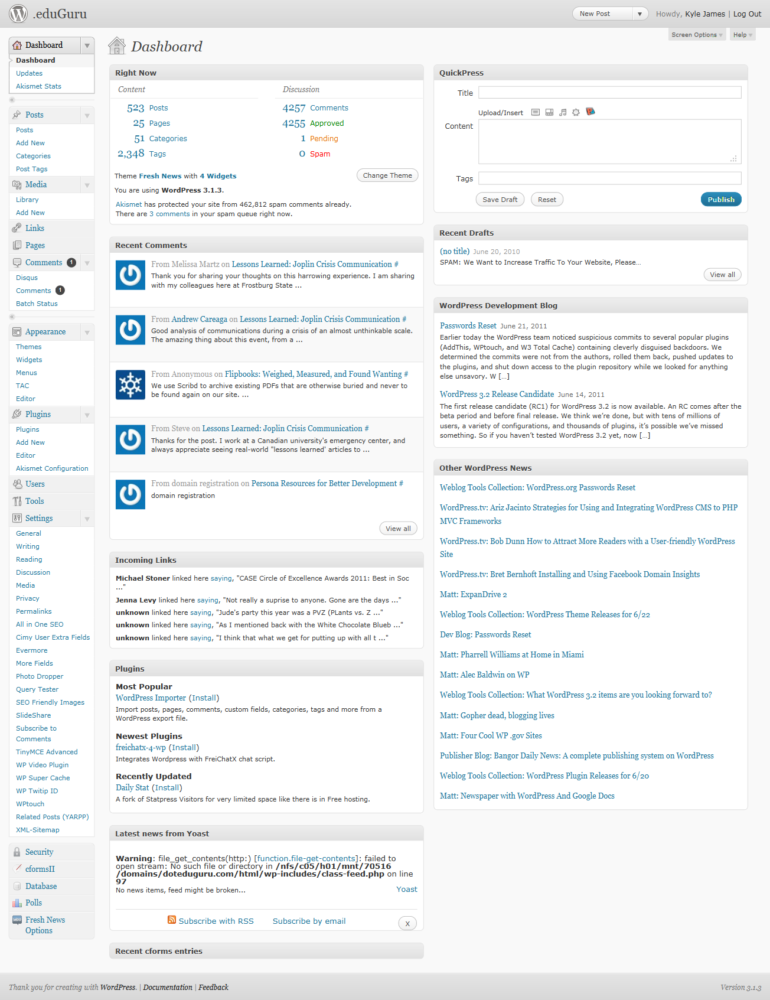 .eduGuru
New Post
Howdy, Kyle James | Log Out
Screen Options
Help
Dashboard
Dashboard
Updates
Akismet Stats
Posts
Posts
Add New
Categories
Post Tags
Media
Library
Add New
Links
Pages
Comments 1
Disqus
Comments 1
Batch Status
Appearance
Themes
Widgets
Menus
TAC
Editor
Plugins
Plugins
Add New
Editor
Akismet Configuration
Users
Tools
Settings
General
Writing
Reading
Discussion
Media
Privacy
Permalinks
All in One SEO
Cimy User Extra Fields
Evermore
More Fields
Photo Dropper
Query Tester
SEO Friendly Images
SlideShare
Subscribe to
Comments
TinyMCE Advanced
WP Video Plugin
WP Super Cache
WP Twitip ID
WPtouch
Related Posts (YARPP)
XML-Sitemap
Security
cformsII
Database
Polls
Fresh News
Options
Dashboard
Right Now
Content
523 Posts
25 Pages
51 Categories
2,348 Tags
Discussion
4257 Comments
4255 Approved
1 Pending
0 Spam
Theme Fresh News with 4 Widgets
Change Theme
You are using WordPress 3.1.3.
Akismet has protected your site from 462,812 spam comments already.
There are 3 comments in your spam queue right now.
Recent Comments
From Melissa Martz on Lessons Learned: Joplin Crisis Communication #
Thank you for sharing your thoughts on this harrowing experience. I am sharing
with my colleagues here at Frostburg State ...
From Andrew Careaga on Lessons Learned: Joplin Crisis Communication #
Good analysis of communications during a crisis of an almost unthinkable scale.
The amazing thing about this event, from a ...
From Anonymous on Flipbooks: Weighed, Measured, and Found Wanting #
We use Scribd to archive existing PDFs that are otherwise buried and never to
be found again on our site. ...
From Steve on Lessons Learned: Joplin Crisis Communication #
Thanks for the post. I work at a Canadian university's emergency center, and
always appreciate seeing real-world "lessons learned' articles to ...
From domain registration on Persona Resources for Better Development #
domain registration
View all
Incoming Links
Michael Stoner linked here saying, "CASE Circle of Excellence Awards 2011: Best in Soc
..."
Jenna Levy linked here saying, "Not really a suprise to anyone. Gone are the days ..."
unknown linked here saying, "Jude's party this year was a PVZ (PLants vs. Z ..."
unknown linked here saying, "As I mentioned back with the White Chocolate Blueb ..."
unknown linked here saying, "I think that what we get for putting up with all t ..."
Plugins
Most Popular
WordPress Importer (Install)
Import posts, pages, comments, custom fields, categories, tags and more from a
WordPress export file.
Newest Plugins
freichatx-4-wp (Install)
Integrates Wordpress with FreiChatX chat script.
Recently Updated
Daily Stat (Install)
A fork of Statpress Visitors for very limited space like there is in Free hosting.
Latest news from Yoast
Warning: file_get_contents(http:) [function.file-get-contents]: failed to
open stream: No such file or directory in /nfs/c05/h01/mnt/70516
/domains/doteduguru.com/html/wp-includes/class-feed.php on line
97
No news items, feed might be broken...
Yoast
Subscribe with RSS
Subscribe by email
X
Recent cforms entries
QuickPress
Title
Upload/Insert
Content
Tags
Save Draft
Reset
Publish
Recent Drafts
(no title) June 20, 2010
SPAM: We Want to Increase Traffic To Your Website, Please…
View all
WordPress Development Blog
Passwords Reset June 21, 2011
Earlier today the WordPress team noticed suspicious commits to several popular plugins
(AddThis, WPtouch, and W3 Total Cache) containing cleverly disguised backdoors. We
determined the commits were not from the authors, rolled them back, pushed updates to
the plugins, and shut down access to the plugin repository while we looked for anything
else unsavory. W […]
WordPress 3.2 Release Candidate June 14, 2011
The first release candidate (RC1) for WordPress 3.2 is now available. An RC comes after the
beta period and before final release. We think we’re done, but with tens of millions of
users, a variety of configurations, and thousands of plugins, it’s possible we’ve missed
something. So if you haven’t tested WordPress 3.2 yet, now […]
Other WordPress News
Weblog Tools Collection: WordPress.org Passwords Reset
WordPress.tv: Ariz Jacinto Strategies for Using and Integrating WordPress CMS to PHP
MVC Frameworks
WordPress.tv: Bob Dunn How to Attract More Readers with a User-friendly WordPress
Site
WordPress.tv: Bret Bernhoft Installing and Using Facebook Domain Insights
Matt: ExpanDrive 2
Weblog Tools Collection: WordPress Theme Releases for 6/22
Dev Blog: Passwords Reset
Matt: Pharrell Williams at Home in Miami
Matt: Alec Baldwin on WP
Weblog Tools Collection: What WordPress 3.2 items are you looking forward to?
Matt: Gopher dead, blogging lives
Matt: Four Cool WP .gov Sites
Publisher Blog: Bangor Daily News: A complete publishing system on WordPress
Weblog Tools Collection: WordPress Plugin Releases for 6/20
Matt: Newspaper with WordPress And Google Docs
Thank you for creating with WordPress. | Documentation | Feedback
Version 3.1.3